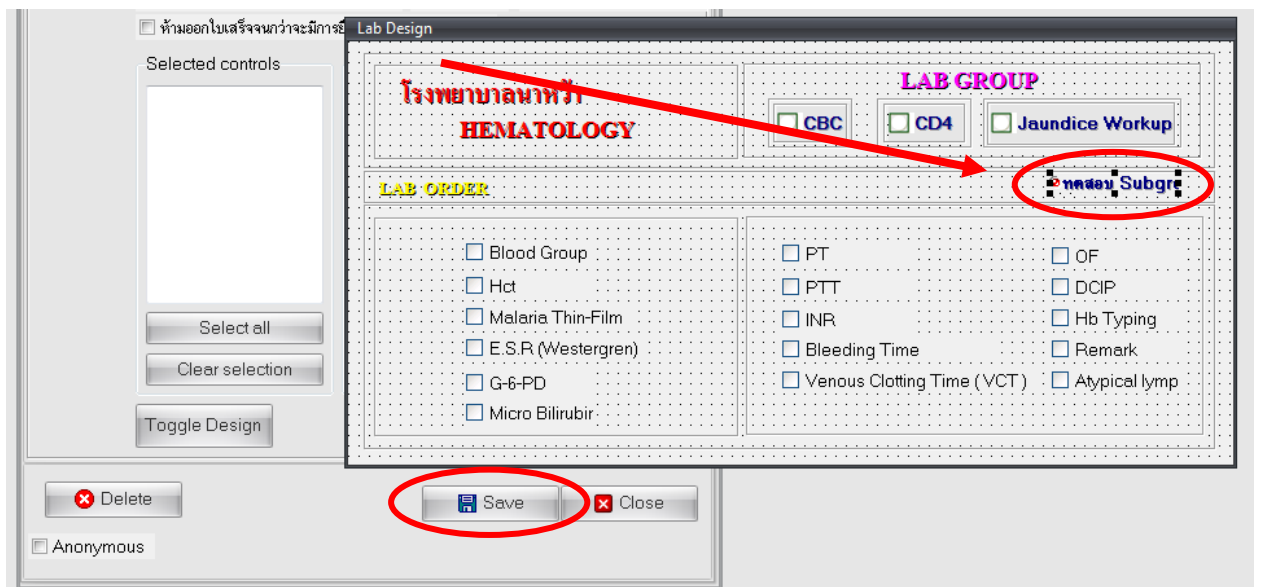 ห้ามออกใบเสร็จจนกว่าจะมีการยื
Lab Design
Selected controls
โรงพยาบาลนาหว้า
HEMATOLOGY
LAB GROUP
CBC
CD4
Jaundice Workup
LAB ORDER
ทดสอบ Subgr
Blood Group
Hct
Malaria Thin-Film
E.S.R (Westergren)
G-6-PD
Micro Bilirubir
PT
PTT
INR
Bleeding Time
Venous Clotting Time ( VCT )
OF
DCIP
Hb Typing
Remark
Atypical lymp
Select all
Clear selection
Toggle Design
Delete
Save
Close
Anonymous